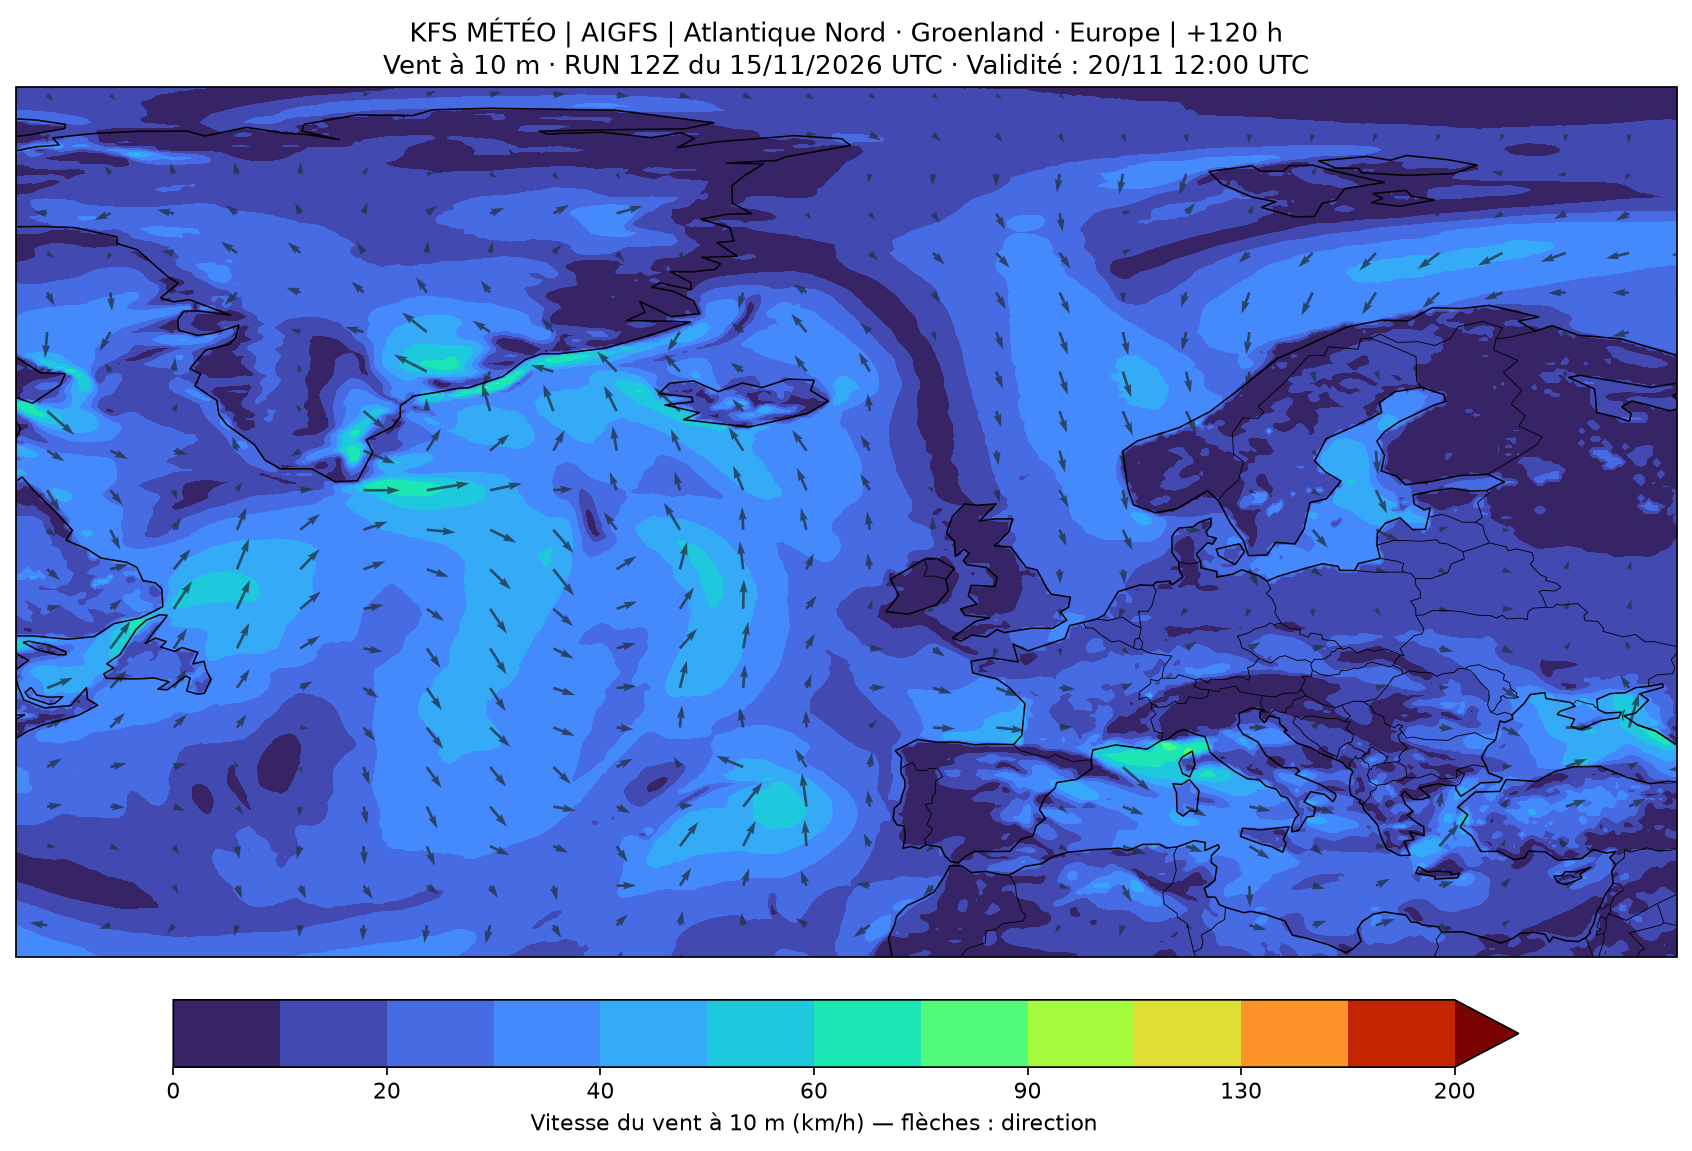 KFS MÉTÉO | AIGFS | Atlantique Nord · Groenland · Europe | +120 h
Vent à 10 m · RUN 12Z du 15/11/2026 UTC · Validité : 20/11 12:00 UTC
0 20 40 60 90 130 200
Vitesse du vent à 10 m (km/h) — flèches : direction